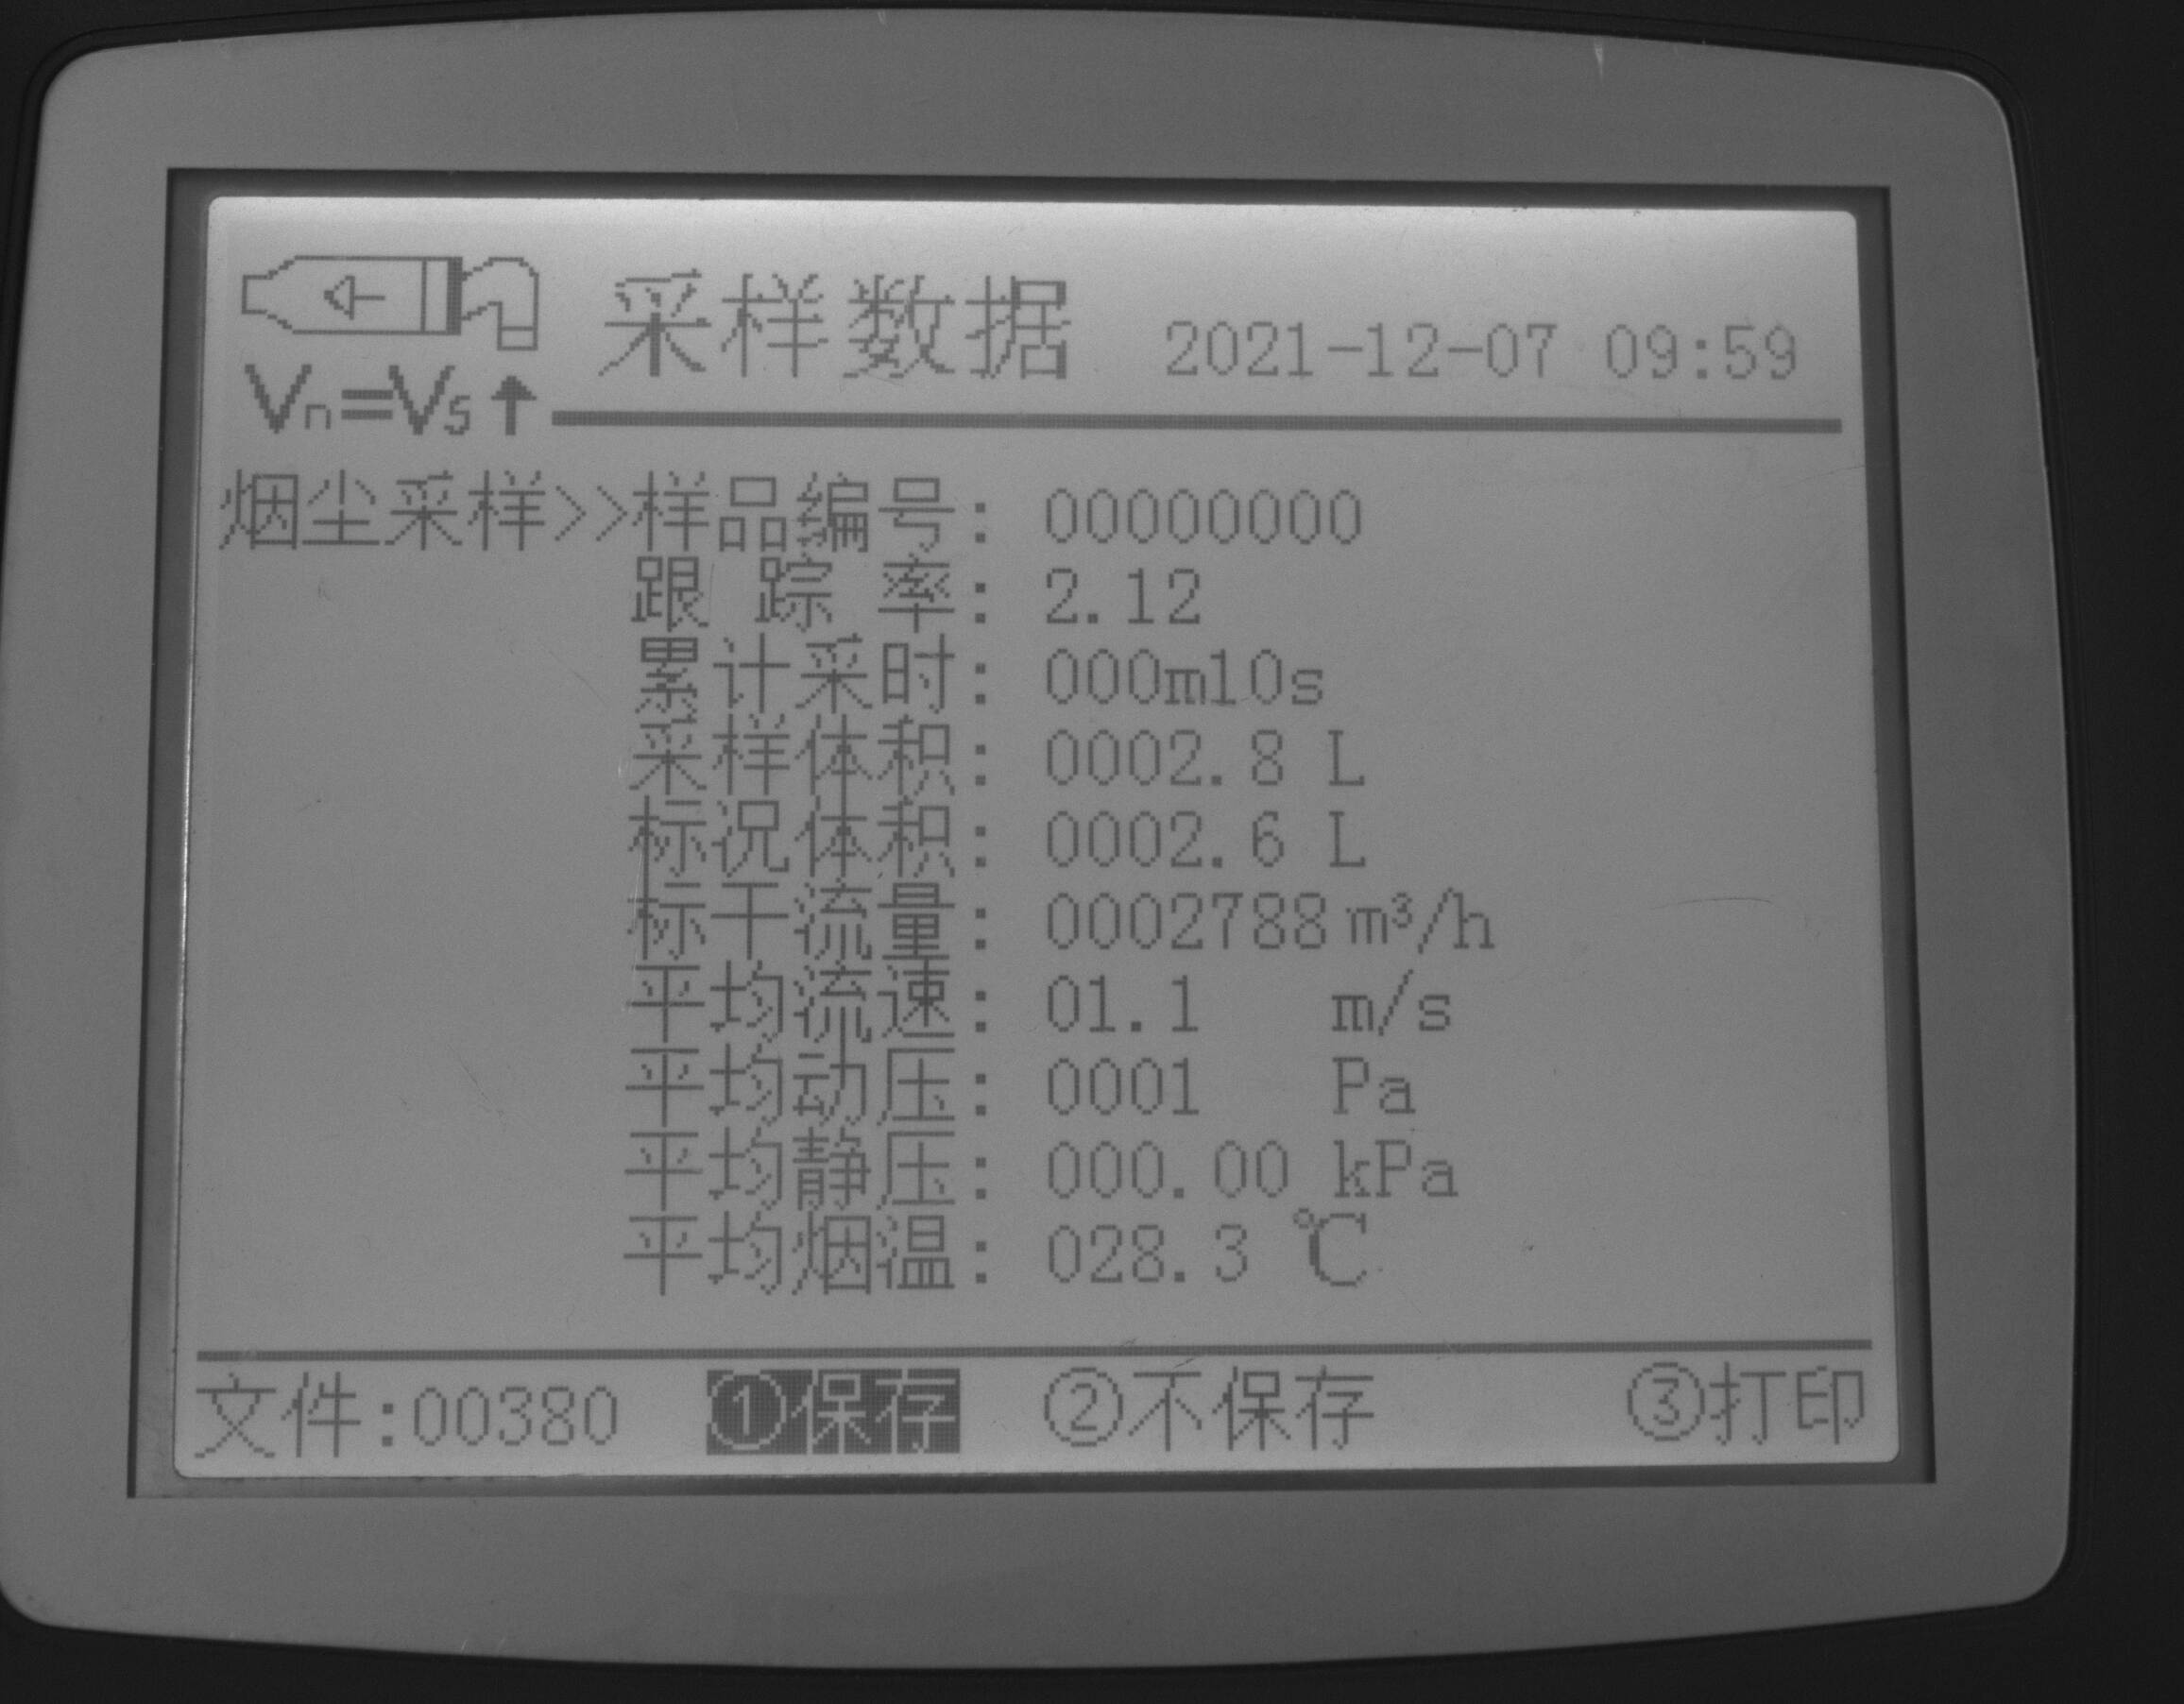 采样数据 2021-12-07 09:59
Vn=Vs↑
烟尘采样>>样品编号: 00000000
跟 踪 率: 2.12
累计采时: 000m10s
采样体积: 0002.8 L
标况体积: 0002.6 L
标干流量: 0002788 m³/h
平均流速: 01.1 m/s
平均动压: 0001 Pa
平均静压: 000.00 kPa
平均烟温: 028.3 ℃
文件:00380 ①保存 ②不保存 ③打印